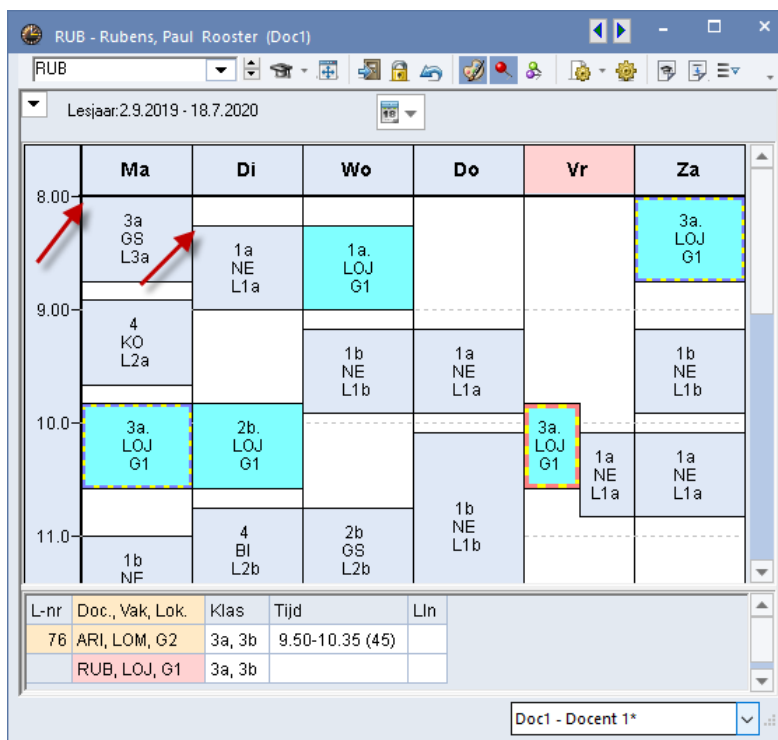 RUB - Rubens, Paul Rooster (Doc1)
RUB
Lesjaar:2.9.2019 - 18.7.2020
18
Ma Di Wo Do Vr Za
8.00
3a
GS
L3a
1a
NE
L1a
1a.
LOJ
G1
3a.
LOJ
G1
9.00
4
KO
L2a
1b
NE
L1b
1a
NE
L1a
1b
NE
L1b
10.0
3a.
LOJ
G1
2b.
LOJ
G1
3a.
LOJ
G1
1a
NE
L1a
1a
NE
L1a
11.0
1b
NE
4
BI
L2b
2b
GS
L2b
1b
NE
L1b
L-nr Doc., Vak, Lok. Klas Tijd Lln
76 ARI, LOM, G2 3a, 3b 9.50-10.35 (45)
RUB, LOJ, G1 3a, 3b
Doc1 - Docent 1*